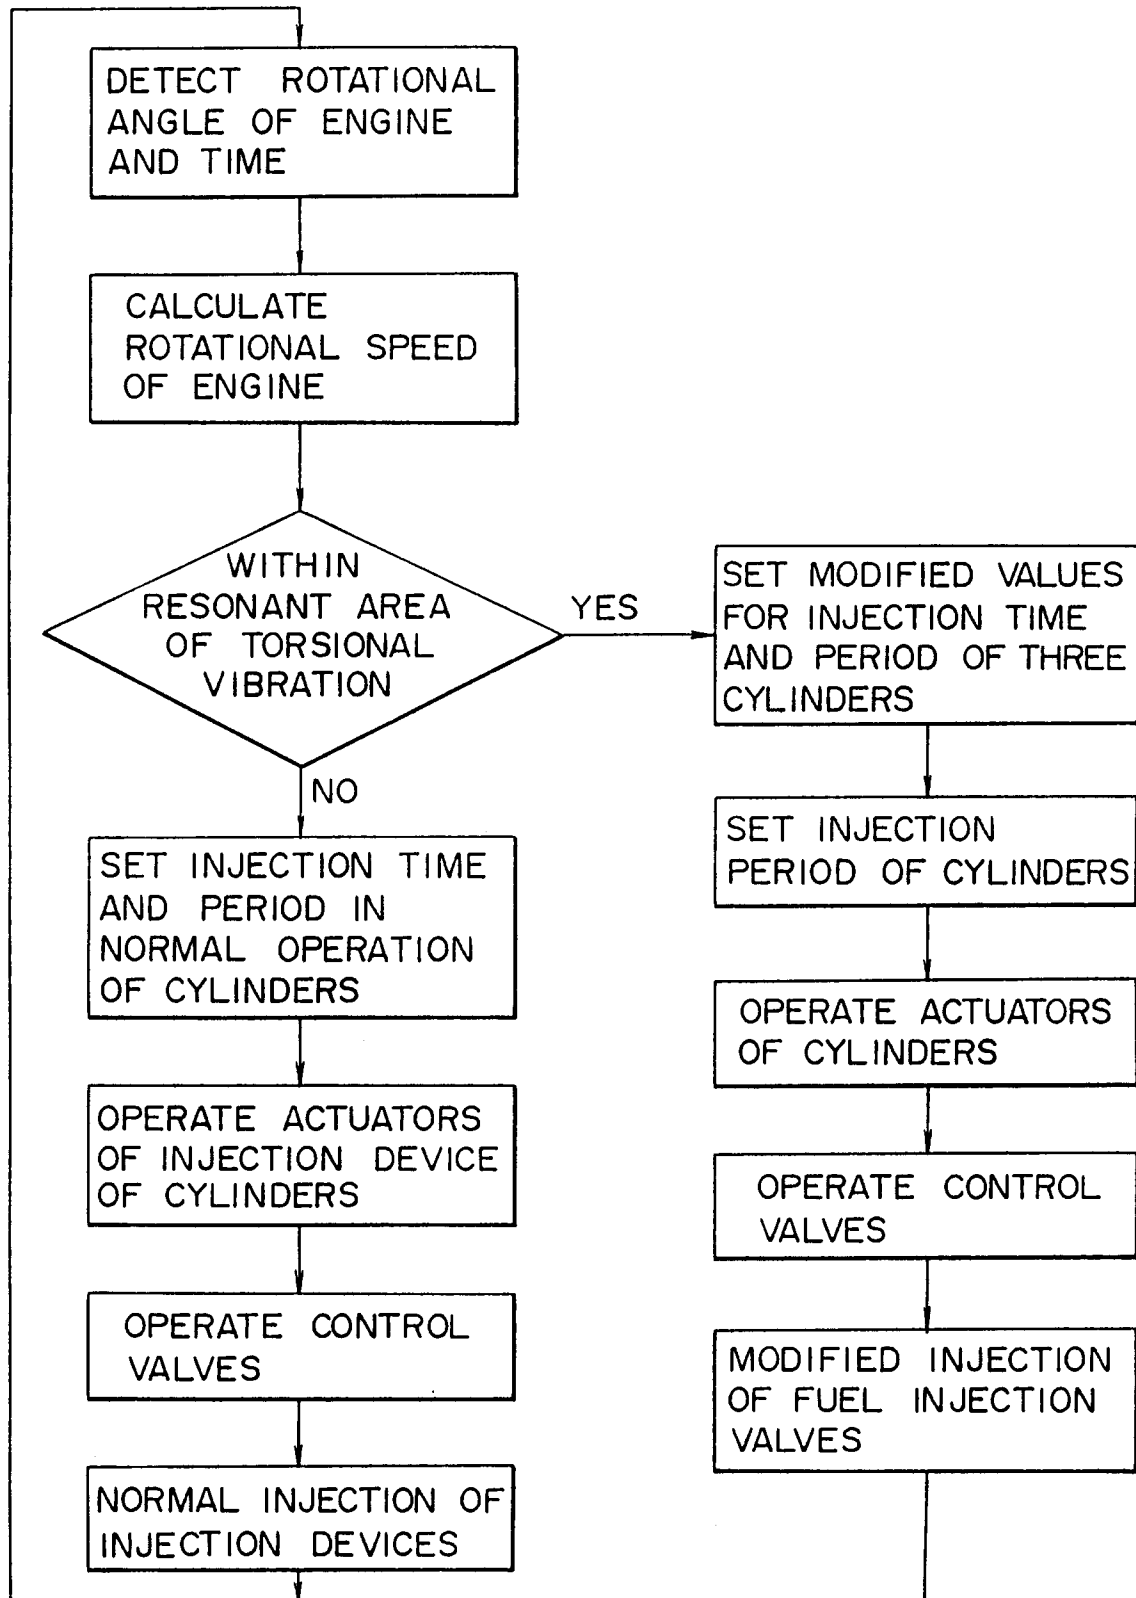 DETECT ROTATIONAL
ANGLE OF ENGINE
AND TIME
CALCULATE
ROTATIONAL SPEED
OF ENGINE
WITHIN
RESONANT AREA
OF TORSIONAL
VIBRATION
YES
NO
SET INJECTION TIME
AND PERIOD IN
NORMAL OPERATION
OF CYLINDERS
OPERATE ACTUATORS
OF INJECTION DEVICE
OF CYLINDERS
OPERATE CONTROL
VALVES
NORMAL INJECTION OF
INJECTION DEVICES
SET MODIFIED VALUES
FOR INJECTION TIME
AND PERIOD OF THREE
CYLINDERS
SET INJECTION
PERIOD OF CYLINDERS
OPERATE ACTUATORS
OF CYLINDERS
OPERATE CONTROL
VALVES
MODIFIED INJECTION
OF FUEL INJECTION
VALVES